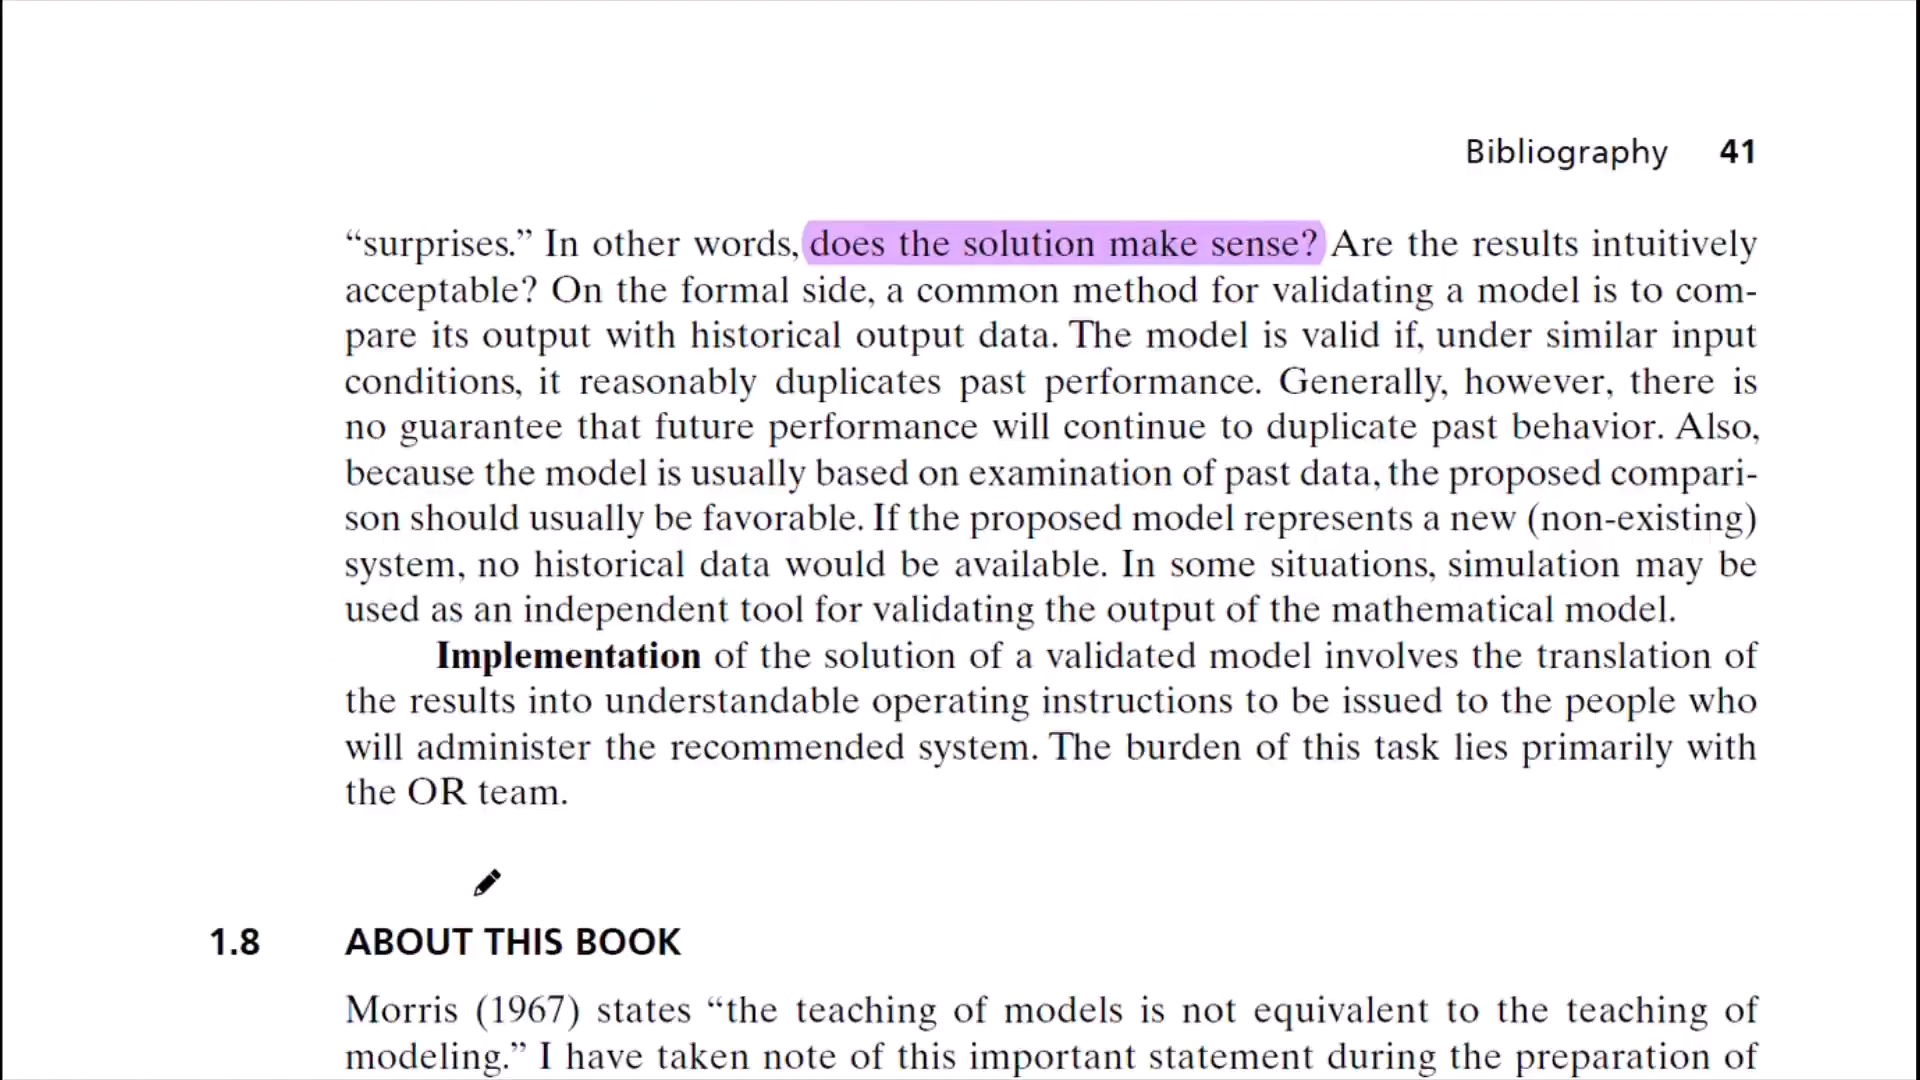 Bibliography 41
“surprises.” In other words, does the solution make sense? Are the results intuitively
acceptable? On the formal side, a common method for validating a model is to com-
pare its output with historical output data. The model is valid if, under similar input
conditions, it reasonably duplicates past performance. Generally, however, there is
no guarantee that future performance will continue to duplicate past behavior. Also,
because the model is usually based on examination of past data, the proposed compari-
son should usually be favorable. If the proposed model represents a new (non-existing)
system, no historical data would be available. In some situations, simulation may be
used as an independent tool for validating the output of the mathematical model.
Implementation of the solution of a validated model involves the translation of
the results into understandable operating instructions to be issued to the people who
will administer the recommended system. The burden of this task lies primarily with
the OR team.
1.8 ABOUT THIS BOOK
Morris (1967) states “the teaching of models is not equivalent to the teaching of
modeling.” I have taken note of this important statement during the preparation of